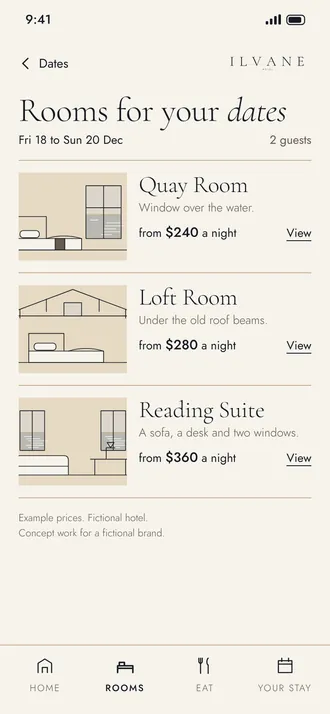 9:41
Dates
ILVANE
Rooms for your dates
Fri 18 to Sun 20 Dec
2 guests
Quay Room
Window over the water.
from $240 a night
View
Loft Room
Under the old roof beams.
from $280 a night
View
Reading Suite
A sofa, a desk and two windows.
from $360 a night
View
Example prices. Fictional hotel.
Concept work for a fictional brand.
HOME
ROOMS
EAT
YOUR STAY